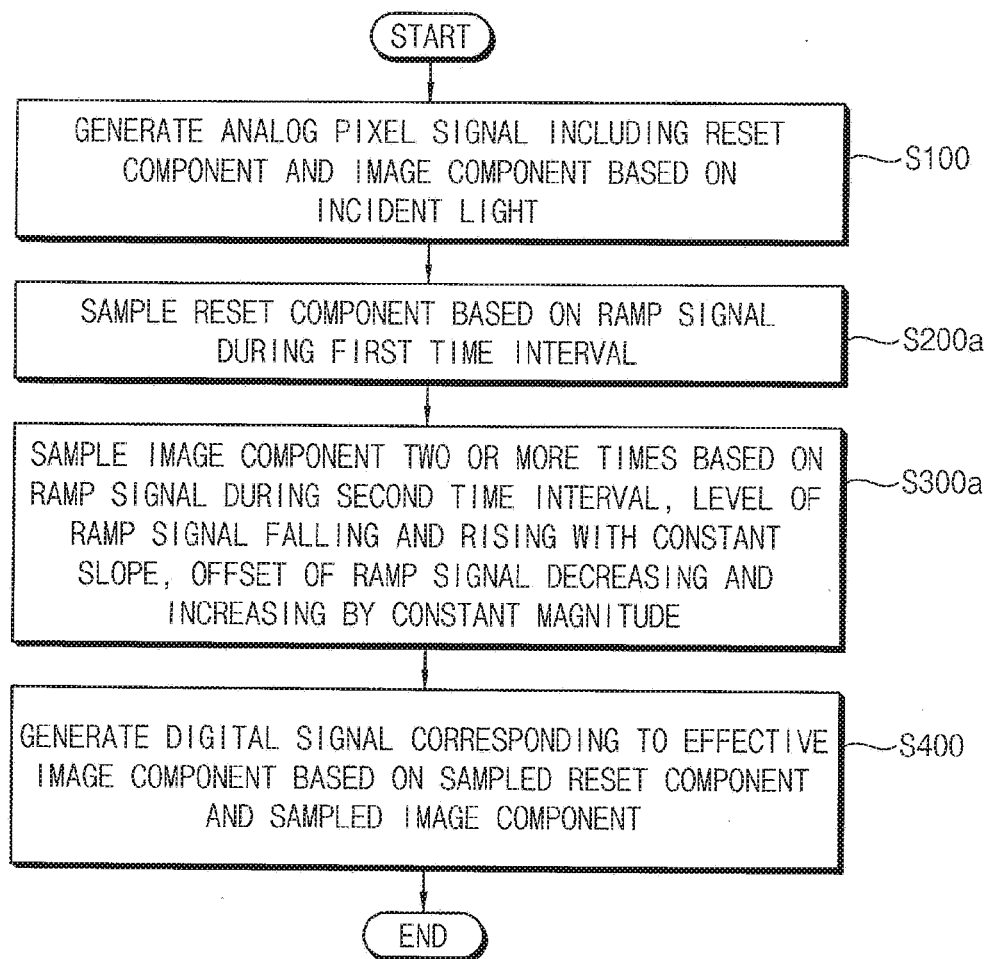 START
GENERATE ANALOG PIXEL SIGNAL INCLUDING RESET
COMPONENT AND IMAGE COMPONENT BASED ON
INCIDENT LIGHT
S100
SAMPLE RESET COMPONENT BASED ON RAMP SIGNAL
DURING FIRST TIME INTERVAL
S200a
SAMPLE IMAGE COMPONENT TWO OR MORE TIMES BASED ON
RAMP SIGNAL DURING SECOND TIME INTERVAL, LEVEL OF
RAMP SIGNAL FALLING AND RISING WITH CONSTANT
SLOPE, OFFSET OF RAMP SIGNAL DECREASING AND
INCREASING BY CONSTANT MAGNITUDE
S300a
GENERATE DIGITAL SIGNAL CORRESPONDING TO EFFECTIVE
IMAGE COMPONENT BASED ON SAMPLED RESET COMPONENT
AND SAMPLED IMAGE COMPONENT
S400
END